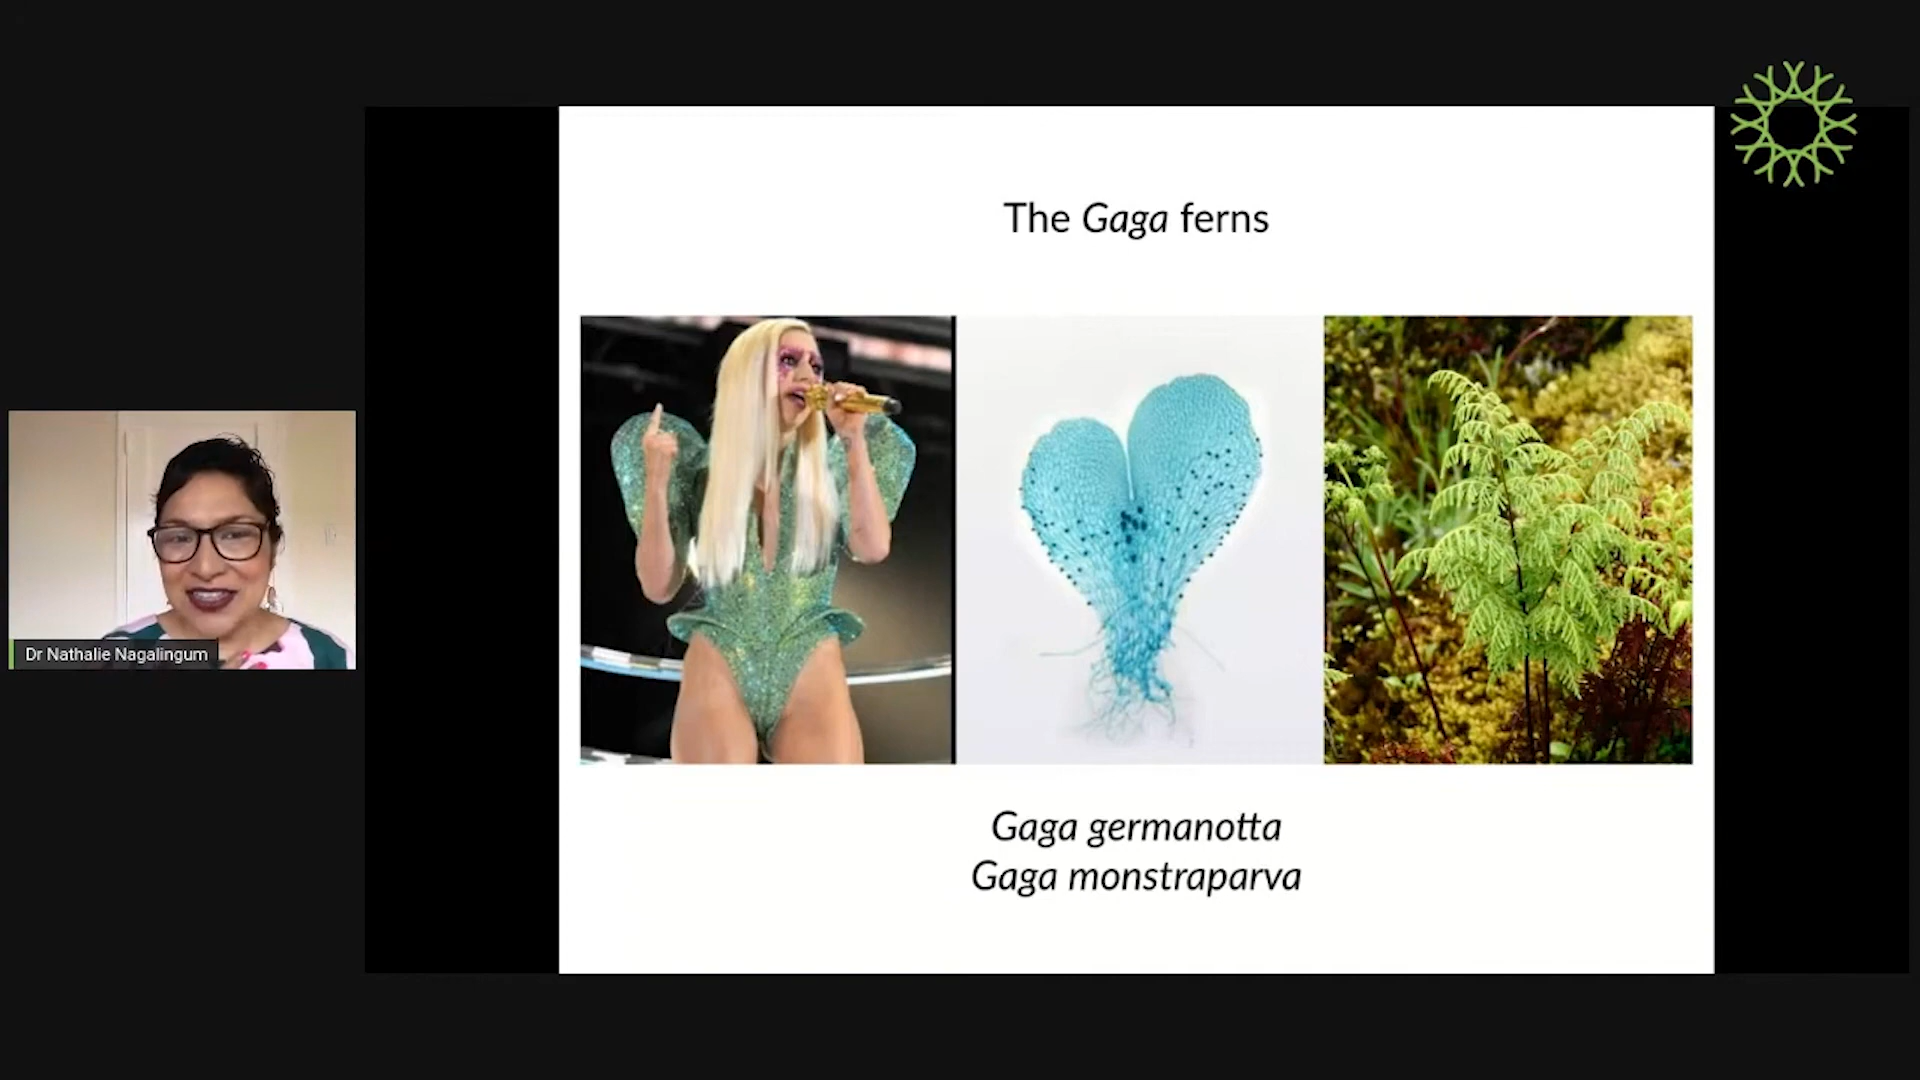 The Gaga ferns
Dr Nathalie Nagalingum
Gaga germanotta
Gaga monstraparva